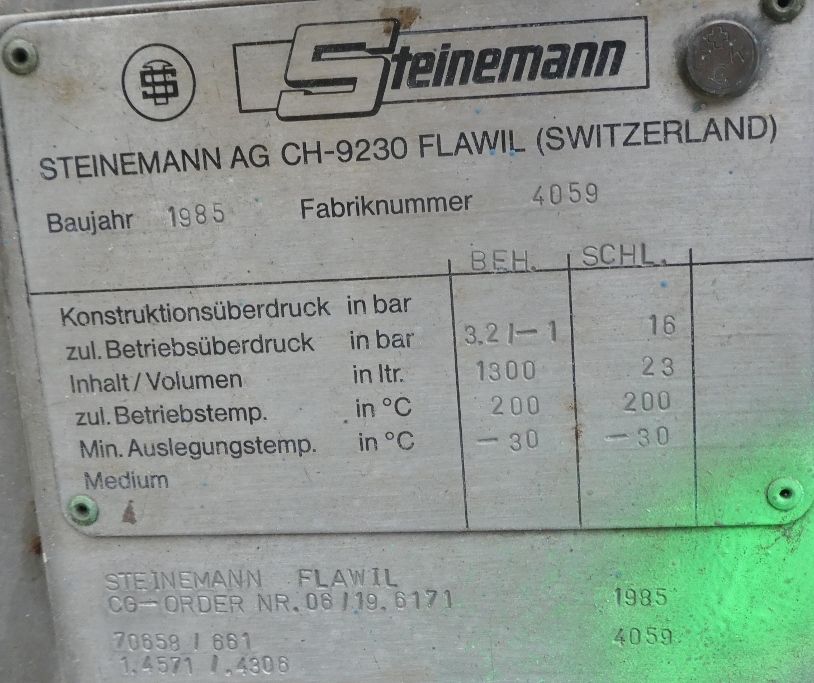 Steinemann
STEINEMANN AG CH-9230 FLAWIL (SWITZERLAND)
Baujahr 1985 Fabriknummer 4059
BEH. SCHL.
Konstruktionsüberdruck in bar
zul. Betriebsüberdruck in bar 3.2/-1 16
Inhalt/Volumen in ltr. 1300 23
zul. Betriebstemp. in °C 200 200
Min. Auslegungstemp. in °C -30 -30
Medium
STEINEMANN FLAWIL
CG-ORDER NR.06/19.6171 1985
70658/661 4059
1.4571/.4306